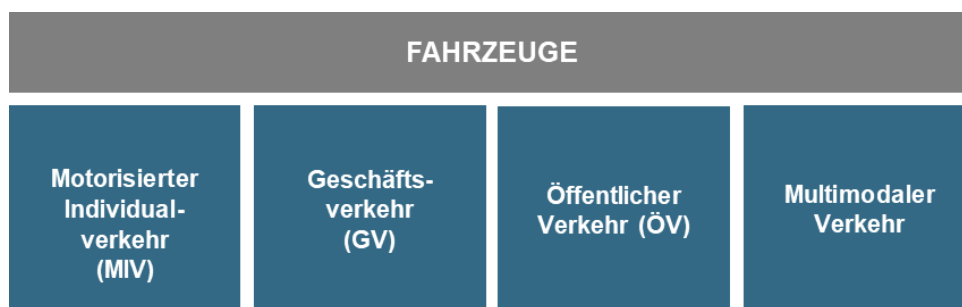 FAHRZEUGE
Motorisierter
Individual-
verkehr
(MIV)
Geschäfts-
verkehr
(GV)
Öffentlicher
Verkehr (ÖV)
Multimodaler
Verkehr